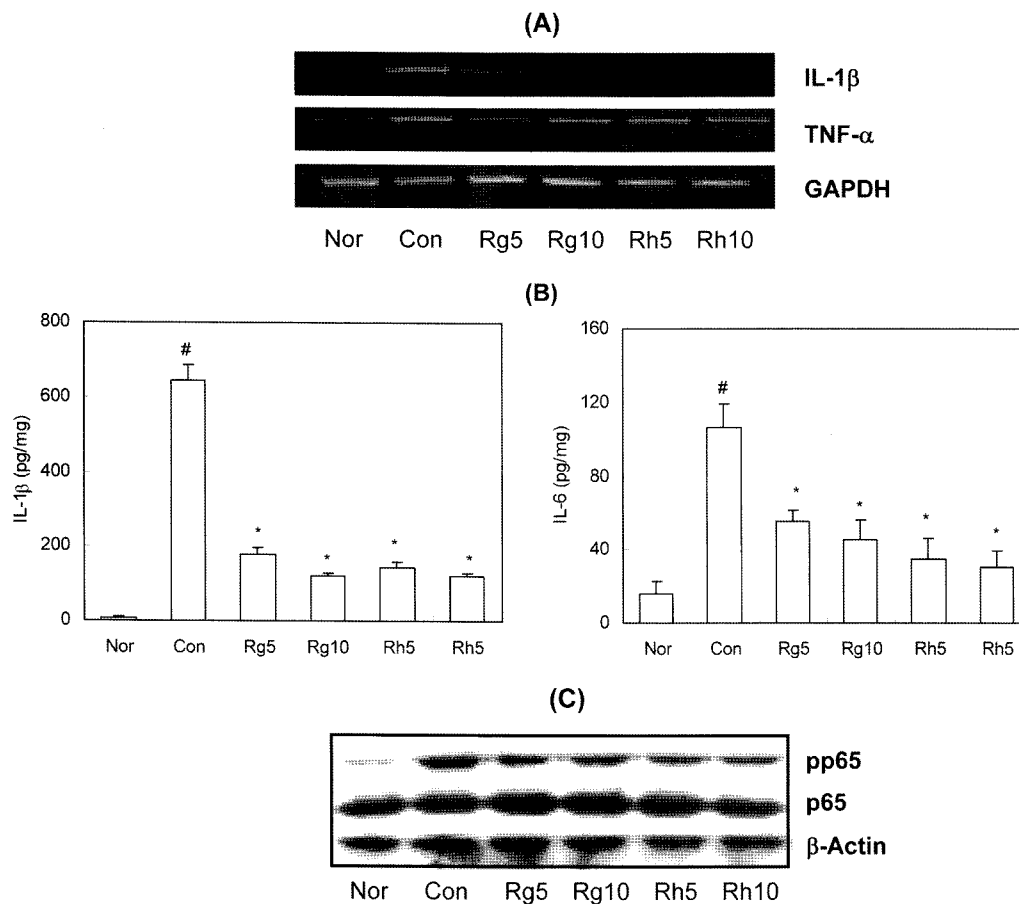 (A)
IL-1β
TNF-α
GAPDH
Nor Con Rg5 Rg10 Rh5 Rh10
(B)
800
600
400
200
0
IL-1β (pg/mg)
#
*
*
*
*
Nor Con Rg5 Rg10 Rh5 Rh5
160
120
80
40
0
IL-6 (pg/mg)
#
*
*
*
*
Nor Con Rg5 Rg10 Rh5 Rh5
(C)
pp65
p65
β-Actin
Nor Con Rg5 Rg10 Rh5 Rh10